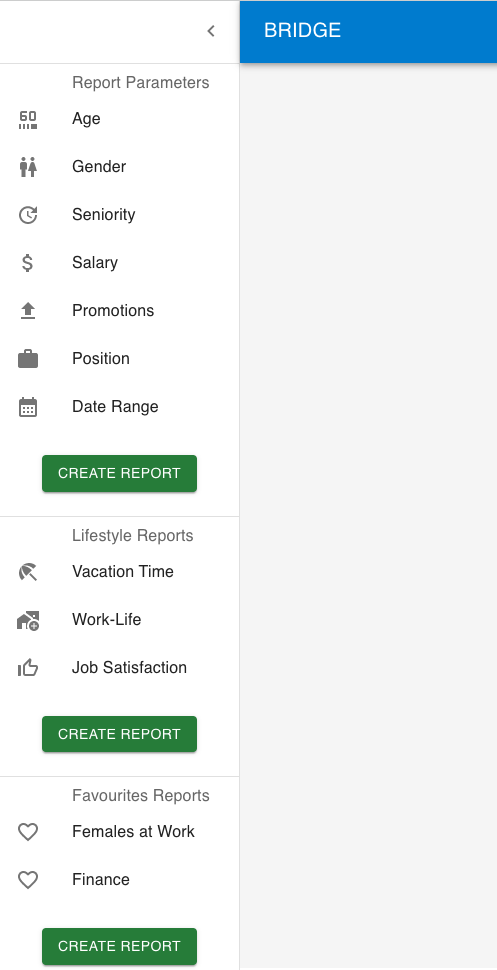 BRIDGE
Report Parameters
60
Age
Gender
Seniority
Salary
Promotions
Position
Date Range
CREATE REPORT
Lifestyle Reports
Vacation Time
Work-Life
Job Satisfaction
CREATE REPORT
Favourites Reports
Females at Work
Finance
CREATE REPORT